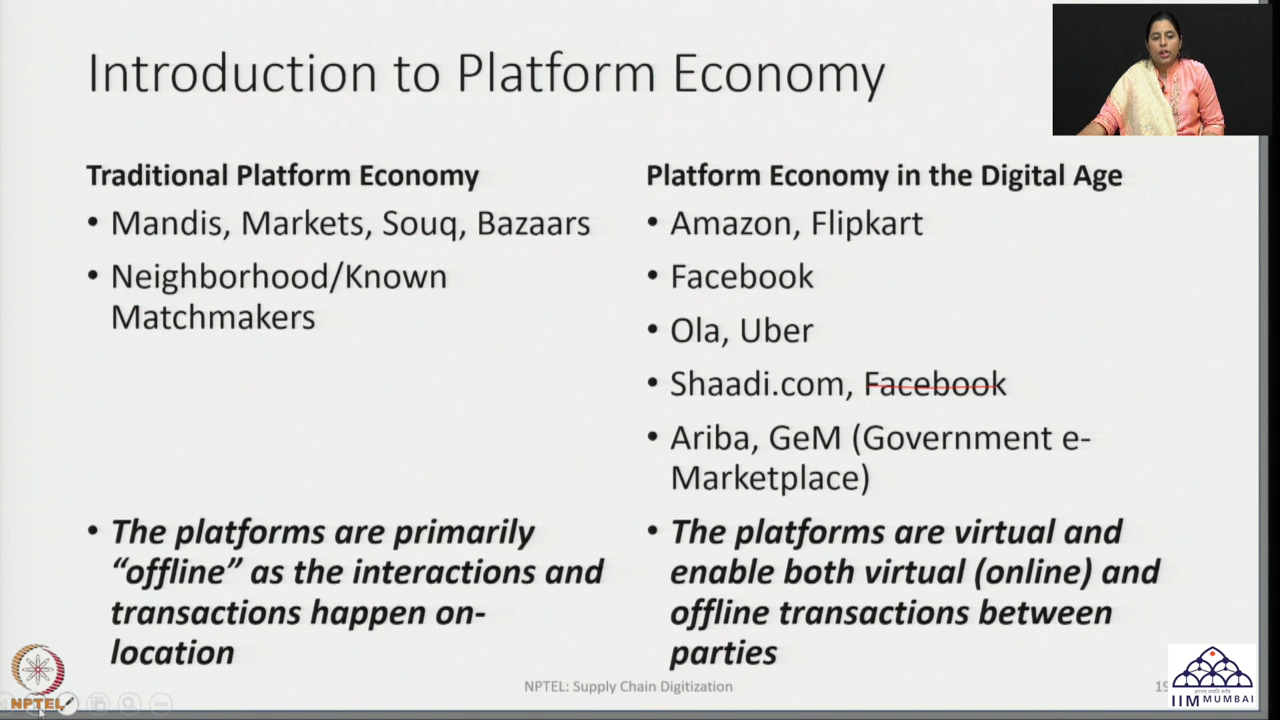 Introduction to Platform Economy
Traditional Platform Economy
• Mandis, Markets, Souq, Bazaars
• Neighborhood/Known
Matchmakers
• The platforms are primarily
“offline” as the interactions and
transactions happen on-
location
Platform Economy in the Digital Age
• Amazon, Flipkart
• Facebook
• Ola, Uber
• Shaadi.com, Facebook
• Ariba, GeM (Government e-
Marketplace)
• The platforms are virtual and
enable both virtual (online) and
offline transactions between
parties
NPTEL
NPTEL: Supply Chain Digitization
IIM MUMBAI